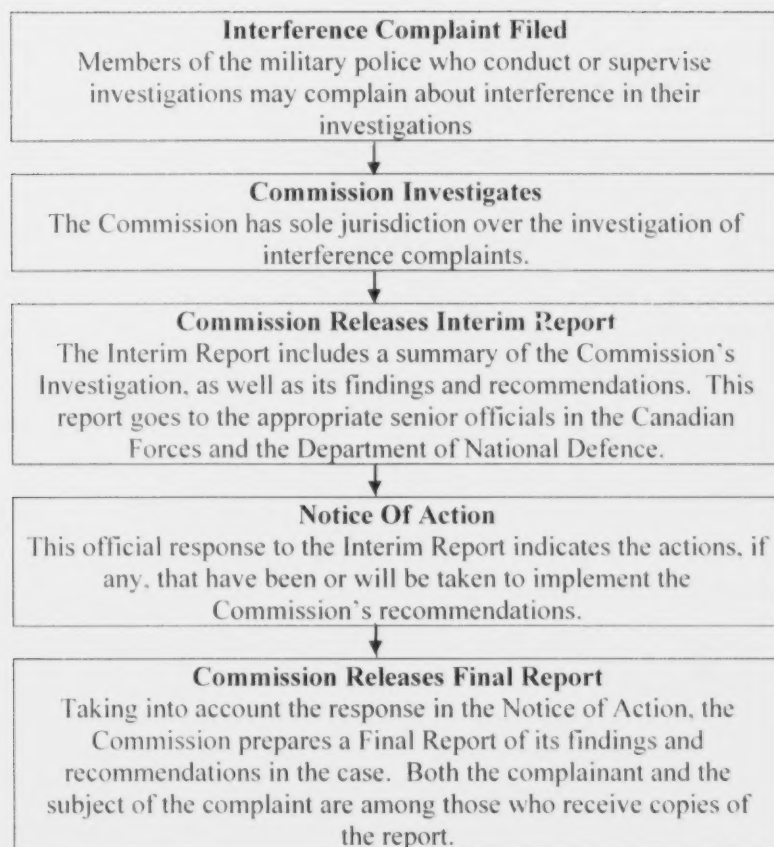 Interference Complaint Filed
Members of the military police who conduct or supervise
investigations may complain about interference in their
investigations
Commission Investigates
The Commission has sole jurisdiction over the investigation of
interference complaints.
Commission Releases Interim Report
The Interim Report includes a summary of the Commission's
Investigation, as well as its findings and recommendations. This
report goes to the appropriate senior officials in the Canadian
Forces and the Department of National Defence.
Notice Of Action
This official response to the Interim Report indicates the actions, if
any, that have been or will be taken to implement the
Commission's recommendations.
Commission Releases Final Report
Taking into account the response in the Notice of Action, the
Commission prepares a Final Report of its findings and
recommendations in the case. Both the complainant and the
subject of the complaint are among those who receive copies of
the report.